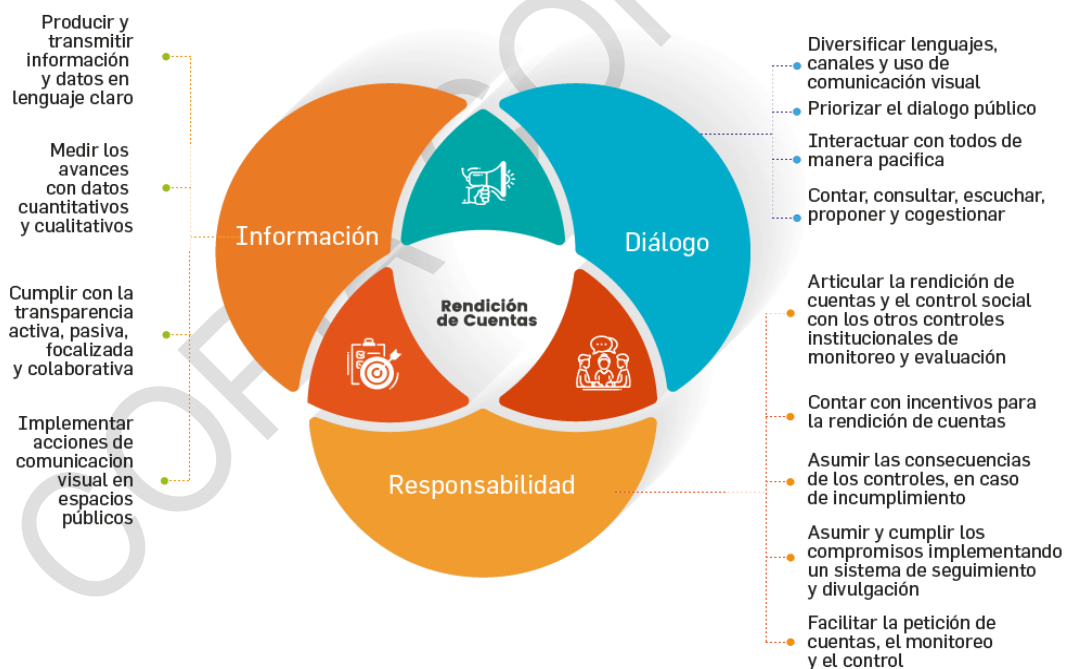 Producir y
transmitir
información
y datos en
lenguaje claro
Medir los
avances
con datos
cuantitativos
y cualitativos
Cumplir con la
transparencia
activa, pasiva,
focalizada
y colaborativa
Implementar
acciones de
comunicacion
visual en
espacios
públicos
Información
Diálogo
Rendición
de Cuentas
Responsabilidad
Diversificar lenguajes,
canales y uso de
comunicación visual
Priorizar el dialogo público
Interactuar con todos de
manera pacifica
Contar, consultar, escuchar,
proponer y cogestionar
Articular la rendición de
cuentas y el control social
con los otros controles
institucionales de
monitoreo y evaluación
Contar con incentivos para
la rendición de cuentas
Asumir las consecuencias
de los controles, en caso
de incumplimiento
Asumir y cumplir los
compromisos implementando
un sistema de seguimiento
y divulgación
Facilitar la petición de
cuentas, el monitoreo
y el control